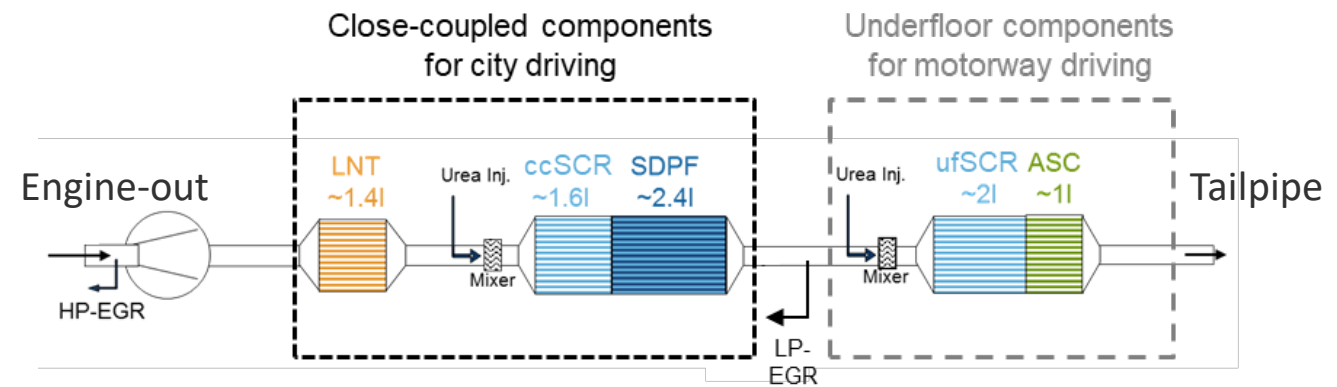 Close-coupled components
for city driving
Underfloor components
for motorway driving
Engine-out
HP-EGR
LNT
~1.4l
Urea Inj.
Mixer
ccSCR
~1.6l
SDPF
~2.4l
LP-
EGR
Urea Inj.
Mixer
ufSCR
~2l
ASC
~1l
Tailpipe